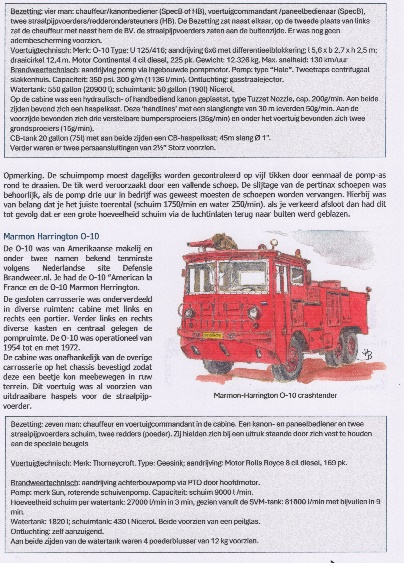 Bezetting: vier man: chauffeur/kanonbediener (SpecB of HB), voertuigcommandant / paneelbedienaar (SpecB),
twee straalpijpvoerders/redderondersteuners (HB). De Bezetting zat naast elkaar, op de tweede plaats van links
zat de chauffeur met naast hem de BV. de straalpijpvoerders zaten aan de buitenzijde. Er was nog geen
adembescherming voorzien.
Voertuigtechnisch: Merk: O-10 Type: U 125/416; aandrijving 6x6 met differentieelblokkering l 5,6 x b 2,7 x h 2,5 m;
draaicirkel 12,4 m. Motor Continental 4 cil diesel, 225 pk. Gewicht: 12.326 kg. Max. snelheid: 130 km/uur
Brandweertechnisch: aandrijving pomp via ingebouwde pompmotor. Pomp: type "Hale". Tweetraps centrifugaal
slakkenhuis. Capaciteit: 350 psi. 300 g/m (1136 l/min). Ontluchting: gasstraalejector.
Watertank: 550 gallon (20900 l); schuimtank: 50 gallon (190l) Nicerol.
Op de cabine was een hydraulisch- of handbediend kanon geplaatst, type Tuzzet Nozzle, cap. 200g/min. Aan beide
zijden bevond zich een haspelkast. Deze 'handlines' met een slanglengte van 30 m leverden 50g/min. Aan de
voorzijde bevonden zich drie verstelbare bumpersproeiers (35g/min) en onder het voertuig bevonden zich twee
grondsproeiers (15g/min).
CB-tank 20 gallon (75l) met aan beide zijden een CB-haspelkast; 45m slang Ø 1".
Verder waren er twee persaansluitingen van 2½" Storz voorzien.
Opmerking. De schuimpomp moest dagelijks worden gecontroleerd op vijf tikken door eenmaal de pomp-as
rond te draaien. De tik werd veroorzaakt door een vallende schoep. De slijtage van de pertinax schoepen was
behoorlijk, als de pomp drie uur in bedrijf was geweest moesten de schoepen worden vervangen. Hierbij was
van belang dat je het juiste toerental (schuim 1750/min en water 250/min). als je verkeerd afsloot dan had dit
tot gevolg dat er een grote hoeveelheid schuim via de luchtinlaten terug naar buiten werd geblazen.
Marmon Harrington O-10
De O-10 was van Amerikaanse makelij en
onder twee namen bekend tenminste
volgens Nederlandse site Defensie
Brandweer.nl. Je had de O-10 "American la
France en de O-10 Marmon Herrington.
De gesloten carrosserie was onderverdeeld
in diverse ruimten: cabine met links en
rechts een portier. Verder links en rechts
diverse kasten en centraal gelegen de
pompruimte. De O-10 was operationeel van
1954 tot en met 1972.
De cabine was onafhankelijk van de overige
carrosserie op het chassis bevestigd zodat
deze een beetje kon meebewegen in ruw
terrein. Dit voertuig was al voorzien van
uitdraaibare haspels voor de straalpijp-
voerder.
Marmon-Harrington O-10 crashtender
Bezetting: zeven man: chauffeur en voertuigcommandant in de cabine. Een kanon- en paneelbediener en twee
straalpijpvoerders schuim, twee redders (poeder). Zij hielden zich bij een uitruk staande door zich vast te houden
aan de speciale beugels
Voertuigtechnisch: Merk: Thorneycroft. Type: Geesink; aandrijving: Motor Rolls Royce 8 cil diesel, 169 pk.
Brandweertechnisch: aandrijving achterbouwpomp via PTO door hoofdmotor.
Pomp: merk Sun, roterende schuivenpomp. Capaciteit: schuim 9000 l /min.
Hoeveelheid schuim per watertank: 27000 l/min in 3 min, gezien vanuit de SVM-tank: 81600 l/min met bijvullen in 9
min.
Watertank: 1820 l; schuimtank: 430 l Nicerol. Beide voorzien van een peilglas.
Ontluchting: zelf aanzuigend.
Aan beide zijden van de watertank waren 4 poederblusser van 12 kg voorzien.